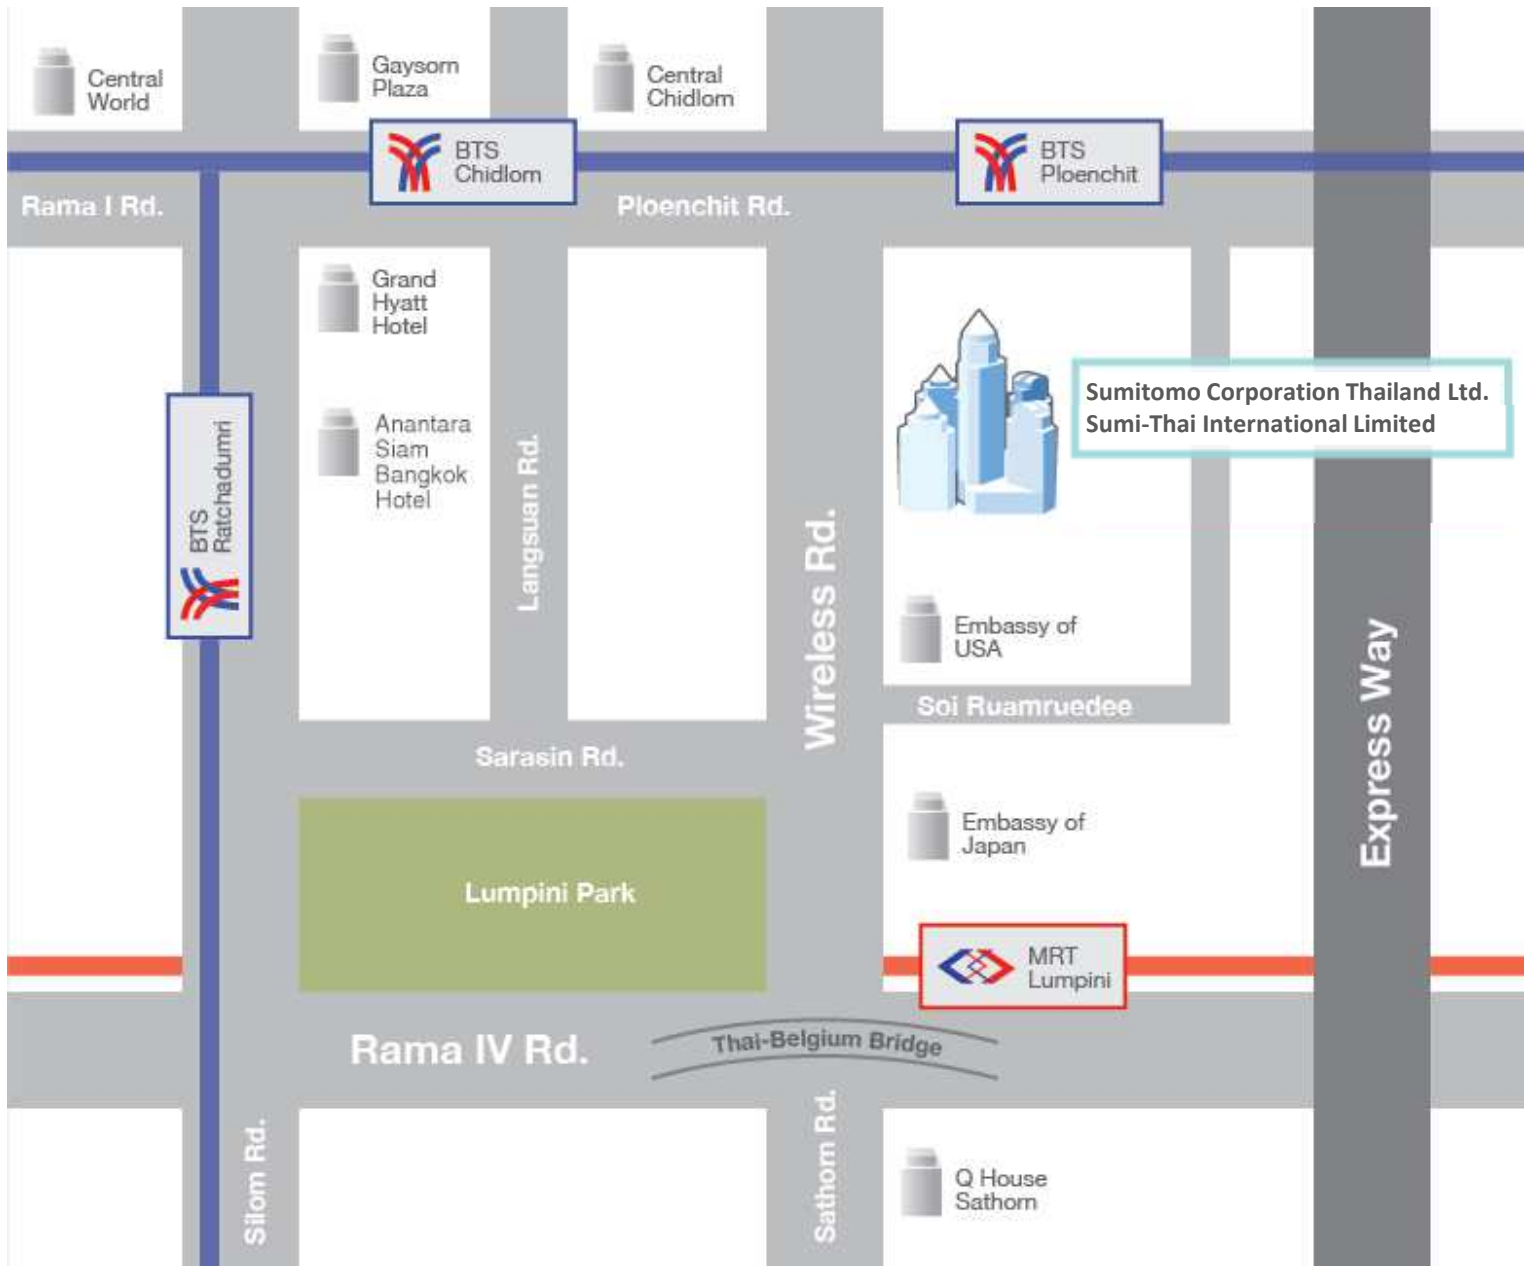 Central
World
Gaysorn
Plaza
Central
Chidlom
BTS
Chidlom
BTS
Ploenchit
Rama I Rd.
Ploenchit Rd.
Grand
Hyatt
Hotel
Anantara
Siam
Bangkok
Hotel
Sumitomo Corporation Thailand Ltd.
Sumi-Thai International Limited
BTS
Ratchadumri
Langsuan Rd.
Wireless Rd.
Embassy of
USA
Soi Ruamruedee
Express Way
Sarasin Rd.
Embassy of
Japan
Lumpini Park
MRT
Lumpini
Rama IV Rd.
Thai-Belgium Bridge
Silom Rd.
Sathorn Rd.
Q House
Sathorn